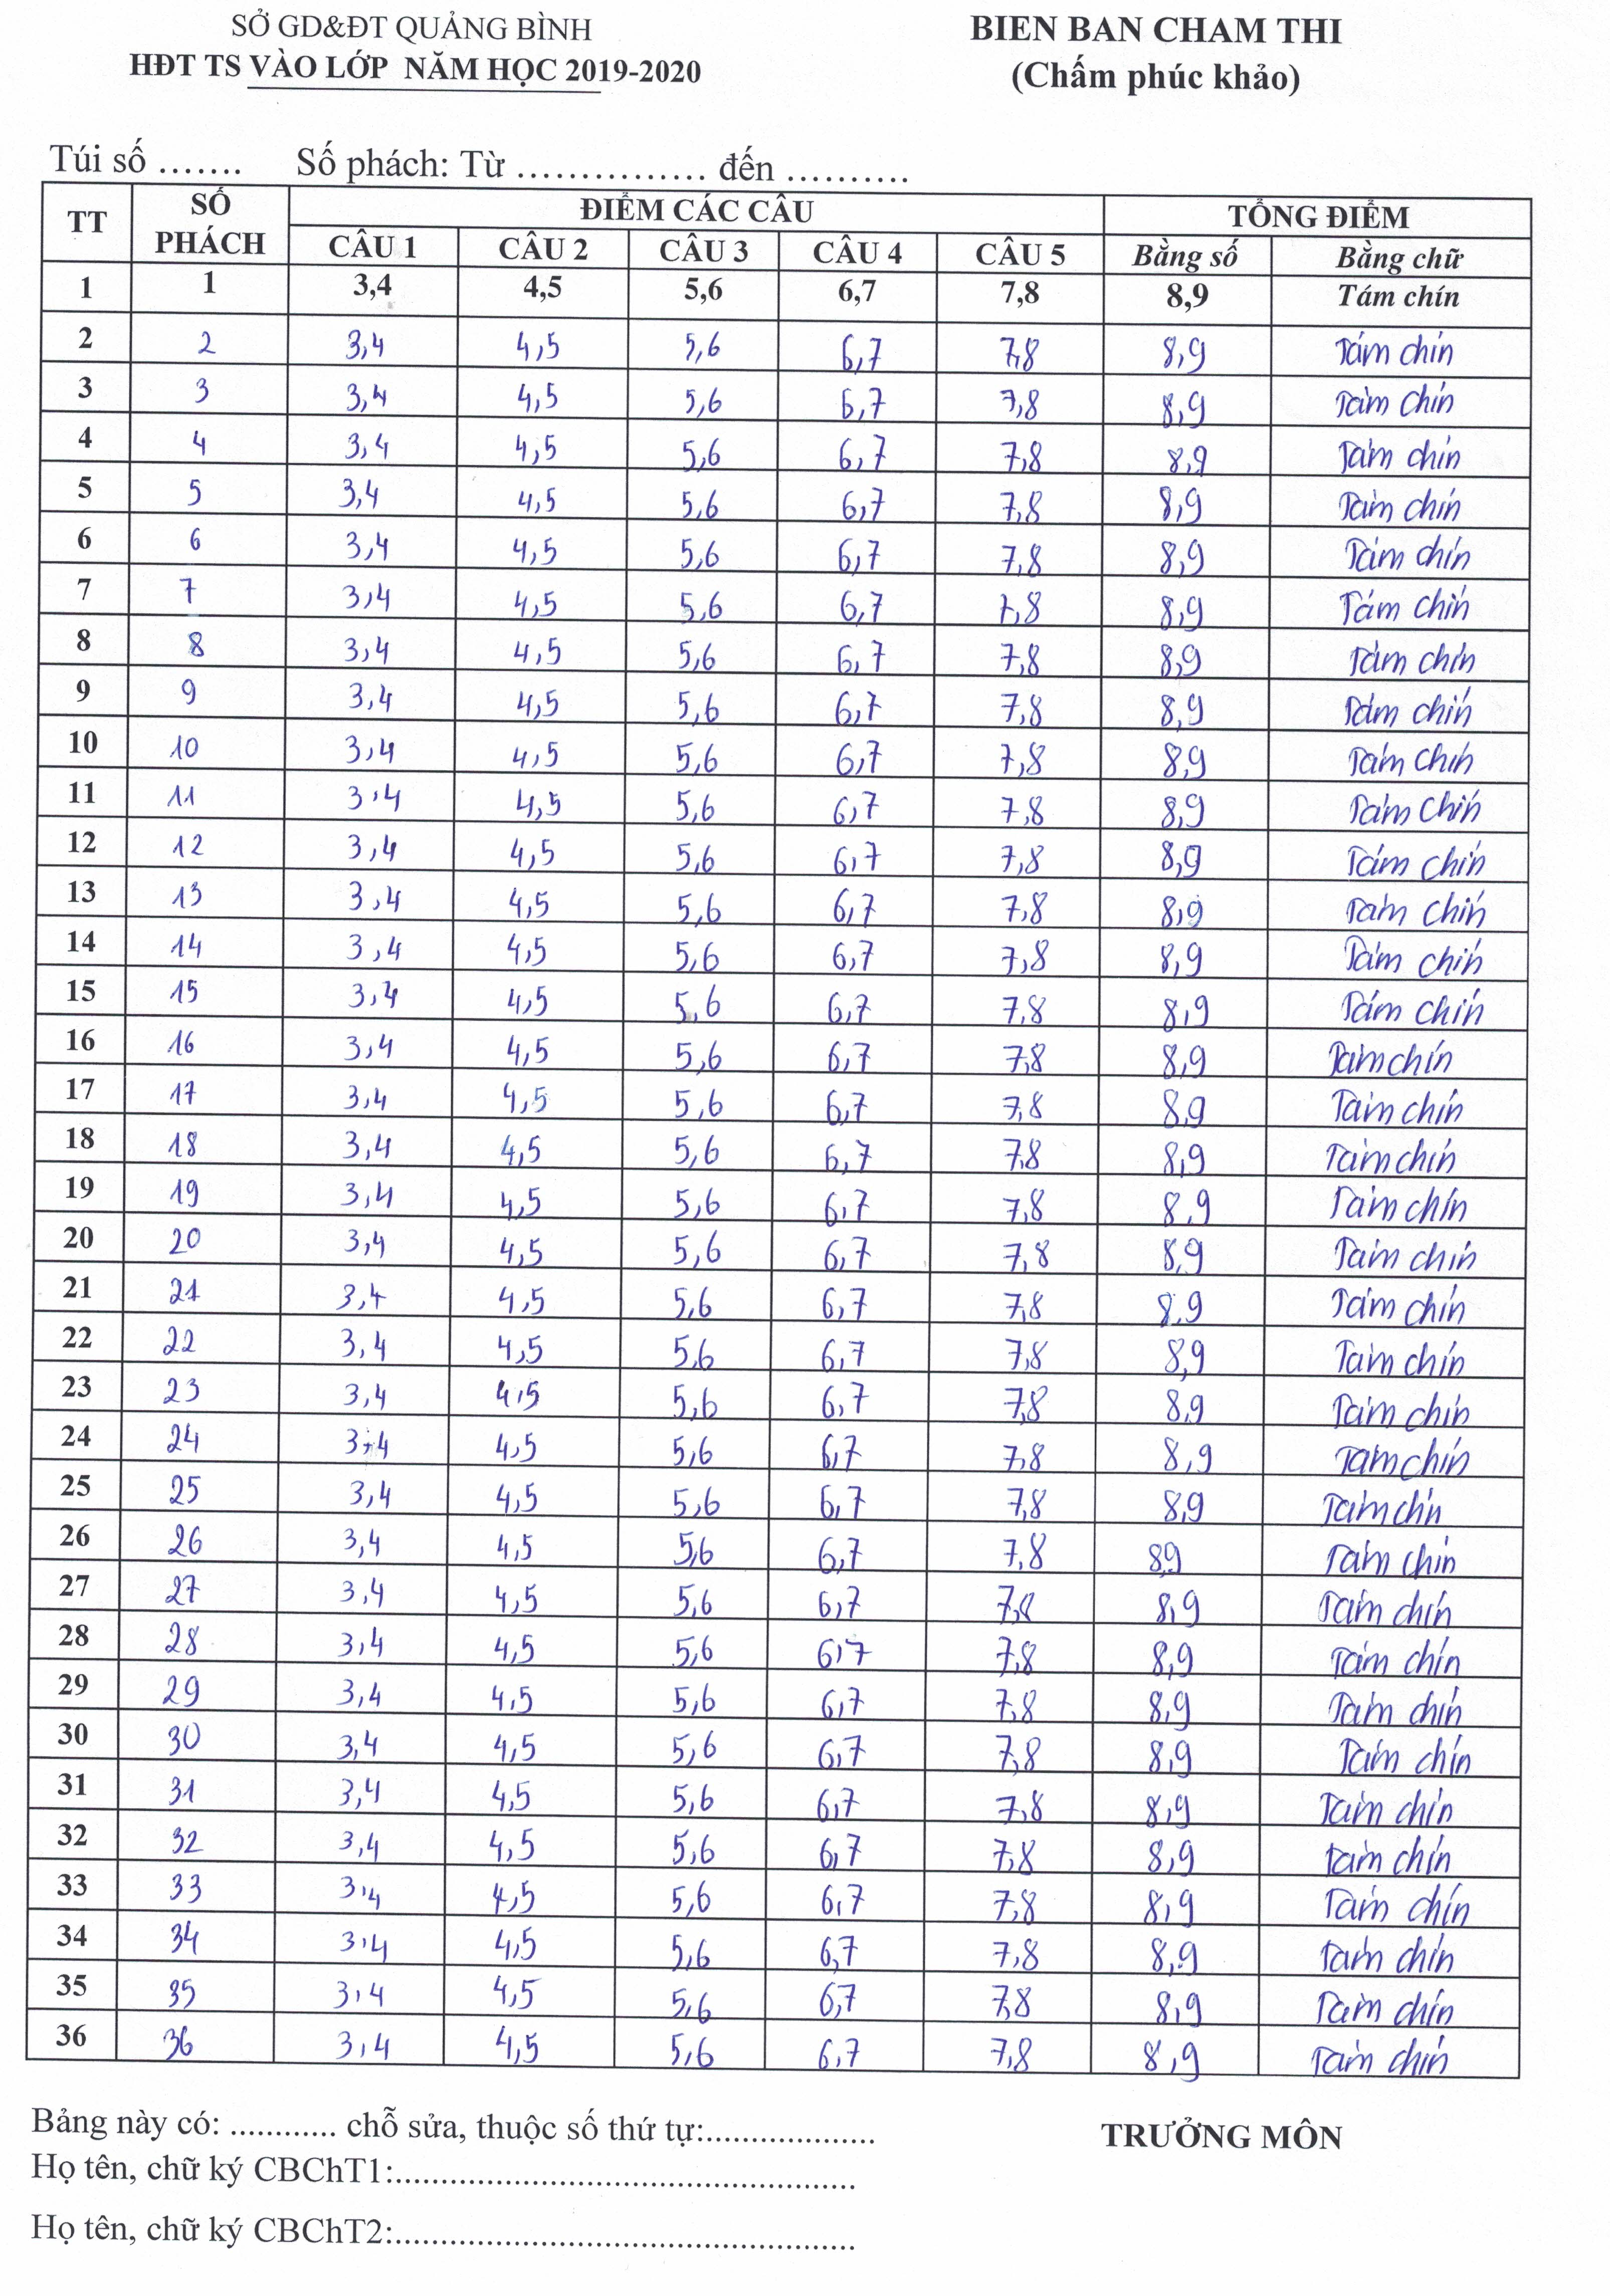 SỞ GD&ĐT QUẢNG BÌNH
HĐT TS VÀO LỚP NĂM HỌC 2019-2020
BIEN BAN CHAM THI
(Chấm phúc khảo)
Túi số ....... Số phách: Từ ............... đến ..........
TT SỐ PHÁCH ĐIỂM CÁC CÂU TỔNG ĐIỂM
CÂU 1 CÂU 2 CÂU 3 CÂU 4 CÂU 5 Bằng số Bằng chữ
1 1 3,4 4,5 5,6 6,7 7,8 8,9 Tám chín
2 2 3,4 4,5 5,6 6,7 7,8 8,9 Tám chín
3 3 3,4 4,5 5,6 6,7 7,8 8,9 Tám chín
4 4 3,4 4,5 5,6 6,7 7,8 8,9 Tám chín
5 5 3,4 4,5 5,6 6,7 7,8 8,9 Tám chín
6 6 3,4 4,5 5,6 6,7 7,8 8,9 Tám chín
7 7 3,4 4,5 5,6 6,7 7,8 8,9 Tám chín
8 8 3,4 4,5 5,6 6,7 7,8 8,9 Tám chín
9 9 3,4 4,5 5,6 6,7 7,8 8,9 Tám chín
10 10 3,4 4,5 5,6 6,7 7,8 8,9 Tám chín
11 11 3,4 4,5 5,6 6,7 7,8 8,9 Tám chín
12 12 3,4 4,5 5,6 6,7 7,8 8,9 Tám chín
13 13 3,4 4,5 5,6 6,7 7,8 8,9 Tám chín
14 14 3,4 4,5 5,6 6,7 7,8 8,9 Tám chín
15 15 3,4 4,5 5,6 6,7 7,8 8,9 Tám chín
16 16 3,4 4,5 5,6 6,7 7,8 8,9 Tám chín
17 17 3,4 4,5 5,6 6,7 7,8 8,9 Tám chín
18 18 3,4 4,5 5,6 6,7 7,8 8,9 Tám chín
19 19 3,4 4,5 5,6 6,7 7,8 8,9 Tám chín
20 20 3,4 4,5 5,6 6,7 7,8 8,9 Tám chín
21 21 3,4 4,5 5,6 6,7 7,8 8,9 Tám chín
22 22 3,4 4,5 5,6 6,7 7,8 8,9 Tám chín
23 23 3,4 4,5 5,6 6,7 7,8 8,9 Tám chín
24 24 3,4 4,5 5,6 6,7 7,8 8,9 Tám chín
25 25 3,4 4,5 5,6 6,7 7,8 8,9 Tám chín
26 26 3,4 4,5 5,6 6,7 7,8 8,9 Tám chín
27 27 3,4 4,5 5,6 6,7 7,8 8,9 Tám chín
28 28 3,4 4,5 5,6 6,7 7,8 8,9 Tám chín
29 29 3,4 4,5 5,6 6,7 7,8 8,9 Tám chín
30 30 3,4 4,5 5,6 6,7 7,8 8,9 Tám chín
31 31 3,4 4,5 5,6 6,7 7,8 8,9 Tám chín
32 32 3,4 4,5 5,6 6,7 7,8 8,9 tám chín
33 33 3,4 4,5 5,6 6,7 7,8 8,9 Tám chín
34 34 3,4 4,5 5,6 6,7 7,8 8,9 tám chín
35 35 3,4 4,5 5,6 6,7 7,8 8,9 Tám chín
36 36 3,4 4,5 5,6 6,7 7,8 8,9 Tám chín
Bảng này có: ............ chỗ sửa, thuộc số thứ tự:...................
TRƯỞNG MÔN
Họ tên, chữ ký CBChT1:....................................................
Họ tên, chữ ký CBChT2:....................................................